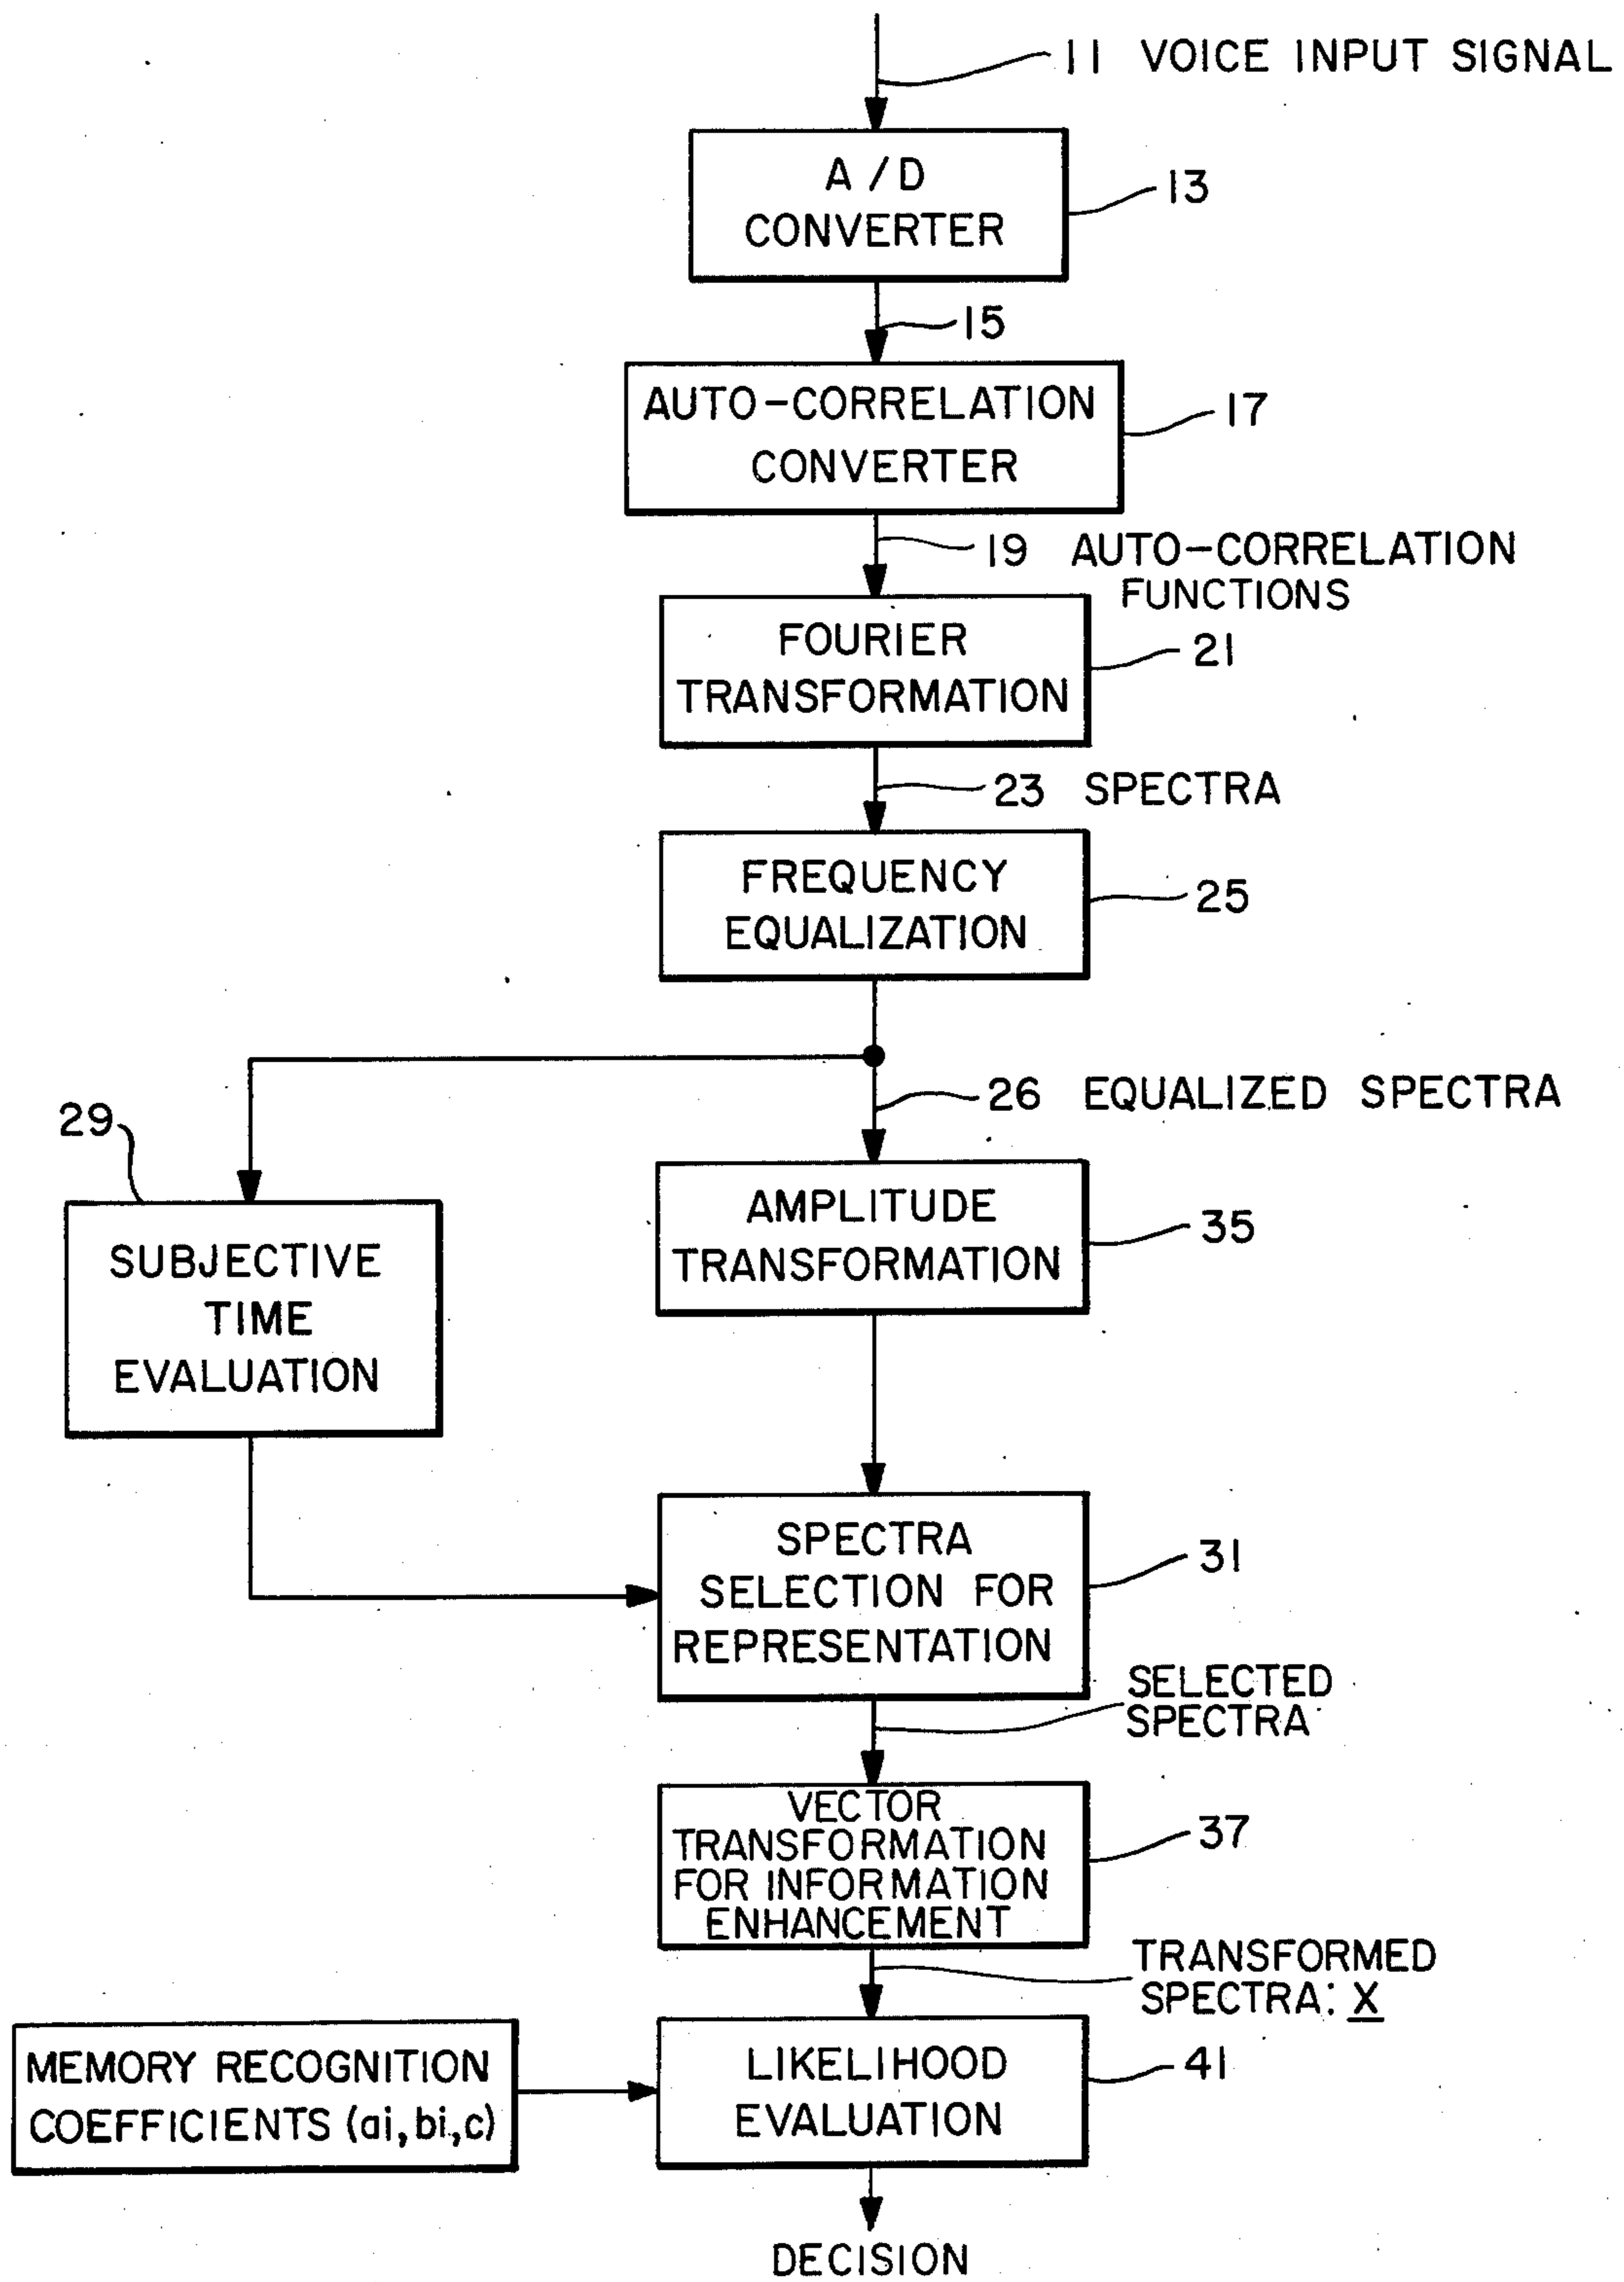 11 VOICE INPUT SIGNAL
A/D
CONVERTER
13
15
AUTO-CORRELATION
CONVERTER
17
19 AUTO-CORRELATION
FUNCTIONS
FOURIER
TRANSFORMATION
21
23 SPECTRA
FREQUENCY
EQUALIZATION
25
26 EQUALIZED SPECTRA
29
SUBJECTIVE
TIME
EVALUATION
AMPLITUDE
TRANSFORMATION
35
SPECTRA
SELECTION FOR
REPRESENTATION
31
SELECTED
SPECTRA
VECTOR
TRANSFORMATION
FOR INFORMATION
ENHANCEMENT
37
TRANSFORMED
SPECTRA: X
MEMORY RECOGNITION
COEFFICIENTS (ai,bi,c)
LIKELIHOOD
EVALUATION
41
DECISION